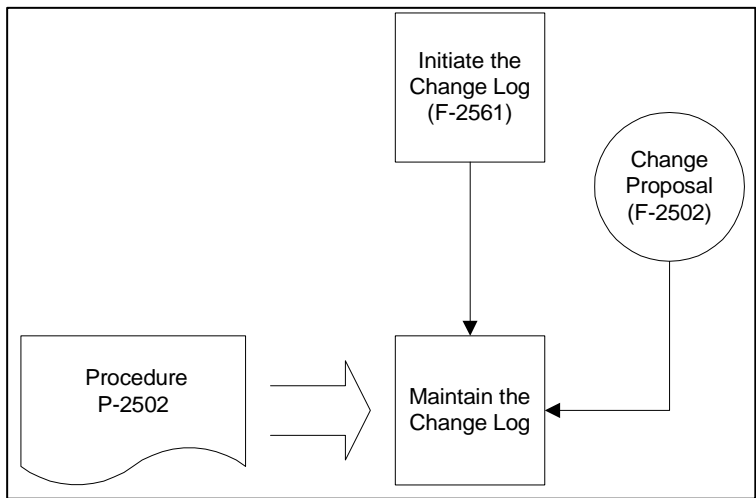 Initiate the
Change Log
(F-2561)
Change
Proposal
(F-2502)
Procedure
P-2502
Maintain the
Change Log